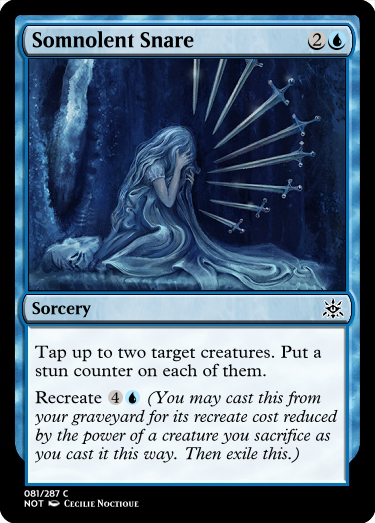 Somnolent Snare 2
Sorcery
Tap up to two target creatures. Put a
stun counter on each of them.
Recreate 4 (You may cast this from
your graveyard for its recreate cost reduced
by the power of a creature you sacrifice as
you cast it this way. Then exile this.)
081/287 C
NOT Cecilie Noctioue